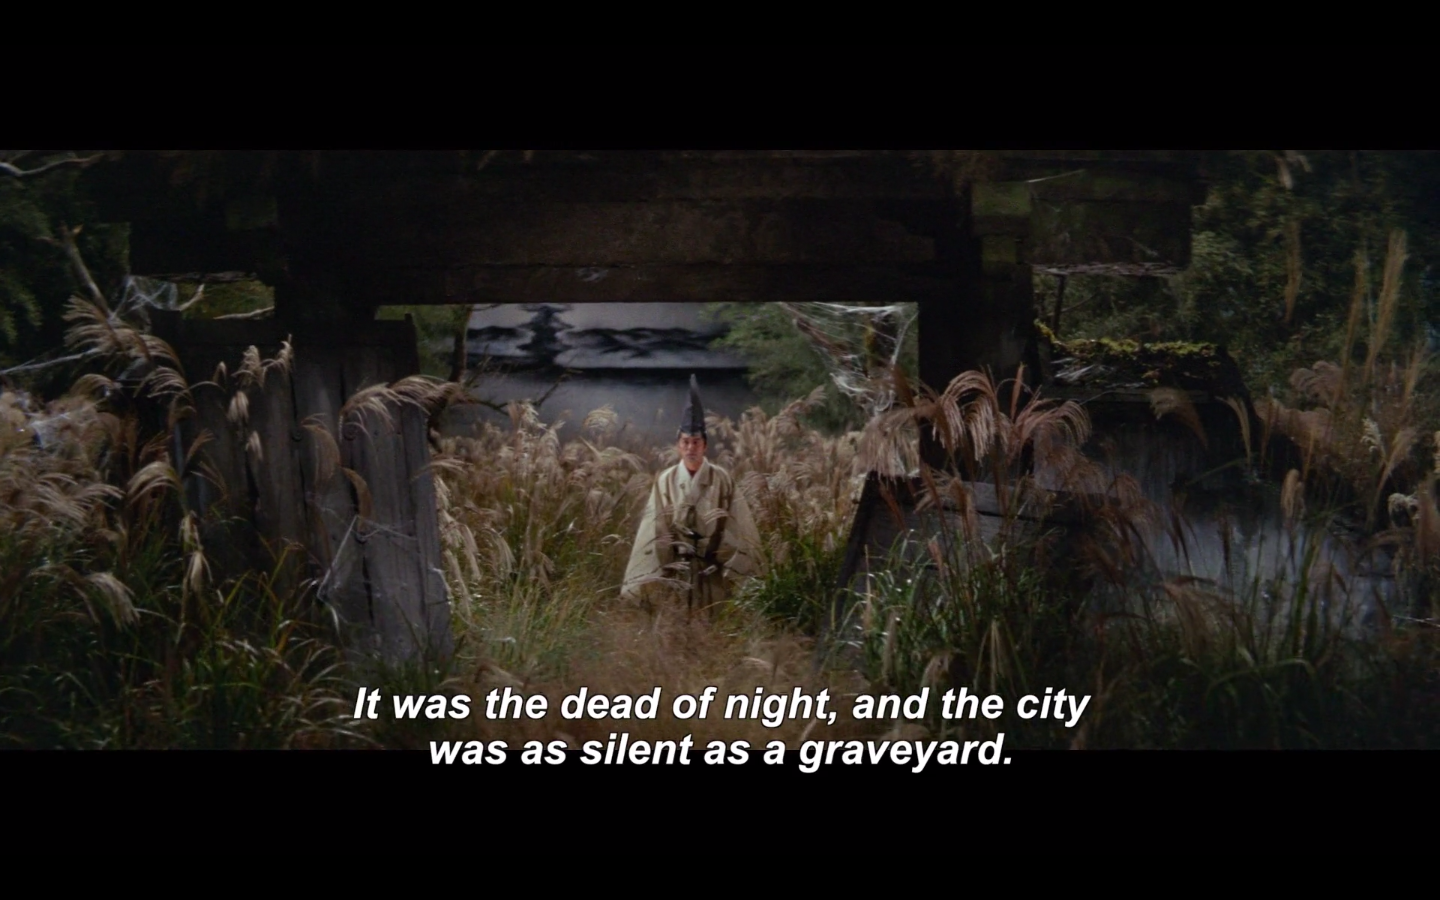 It was the dead of night, and the city
was as silent as a graveyard.